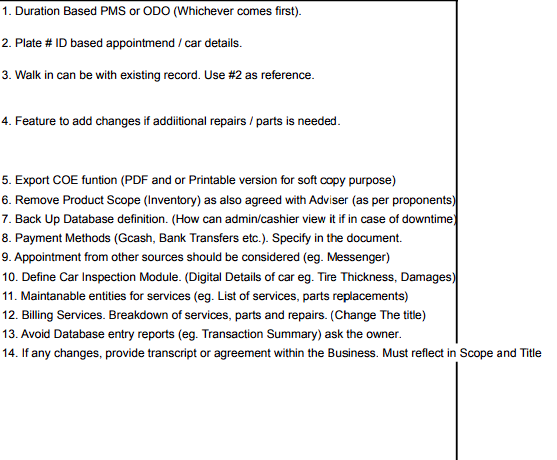 1. Duration Based PMS or ODO (Whichever comes first).
2. Plate # ID based appointmend / car details.
3. Walk in can be with existing record. Use #2 as reference.
4. Feature to add changes if addiitional repairs / parts is needed.
5. Export COE funtion (PDF and or Printable version for soft copy purpose)
6. Remove Product Scope (Inventory) as also agreed with Adviser (as per proponents)
7. Back Up Database definition. (How can admin/cashier view it if in case of downtime)
8. Payment Methods (Gcash, Bank Transfers etc.). Specify in the document.
9. Appointment from other sources should be considered (eg. Messenger)
10. Define Car Inspection Module. (Digital Details of car eg. Tire Thickness, Damages)
11. Maintanable entities for services (eg. List of services, parts replacements)
12. Billing Services. Breakdown of services, parts and repairs. (Change The title)
13. Avoid Database entry reports (eg. Transaction Summary) ask the owner.
14. If any changes, provide transcript or agreement within the Business. Must reflect in Scope and Title